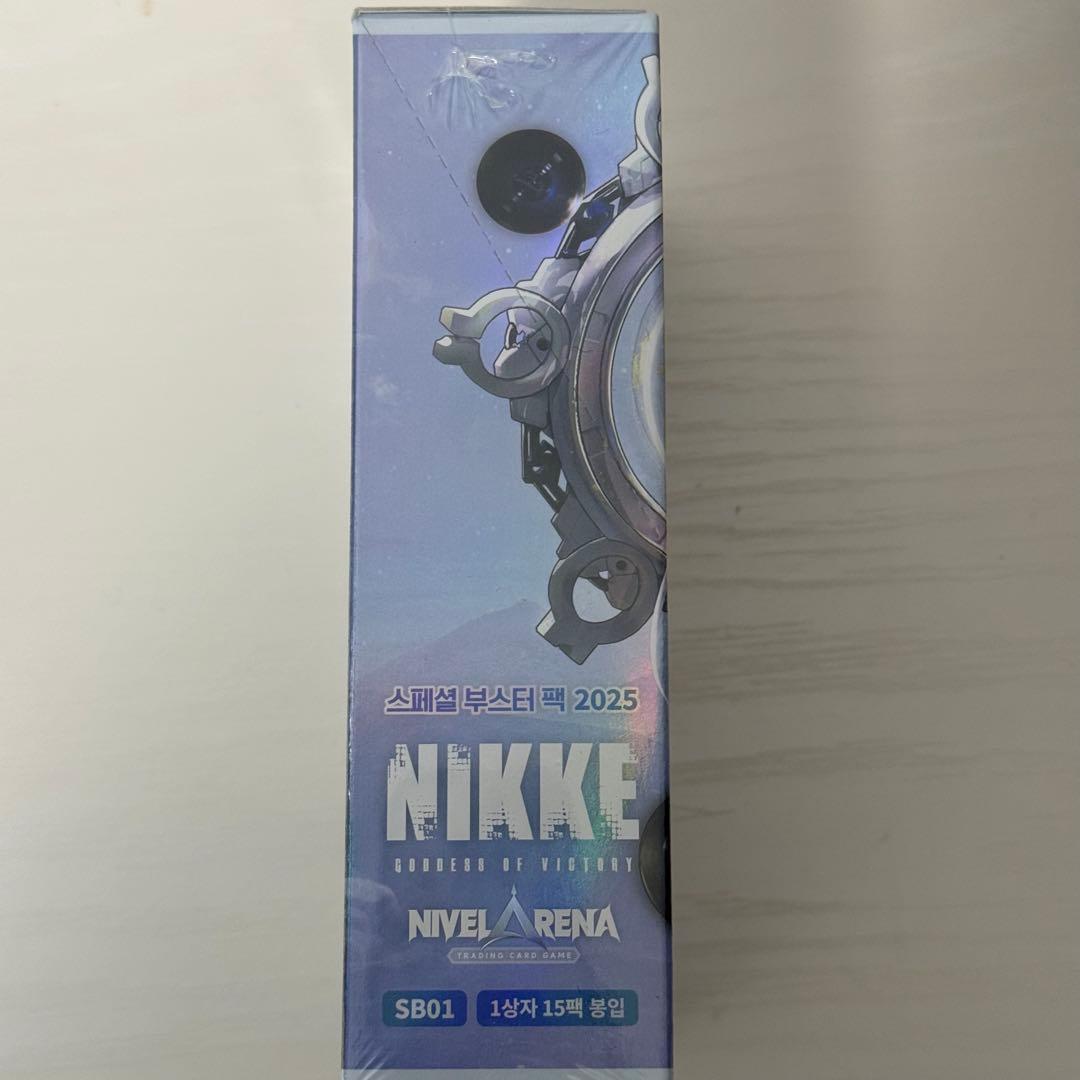 스페셜 부스터 팩 2025
NIKKE
GODDESS OF VICTORY
NIVEL ARENA
TRADING CARD GAME
SB01 1상자 15팩 봉입